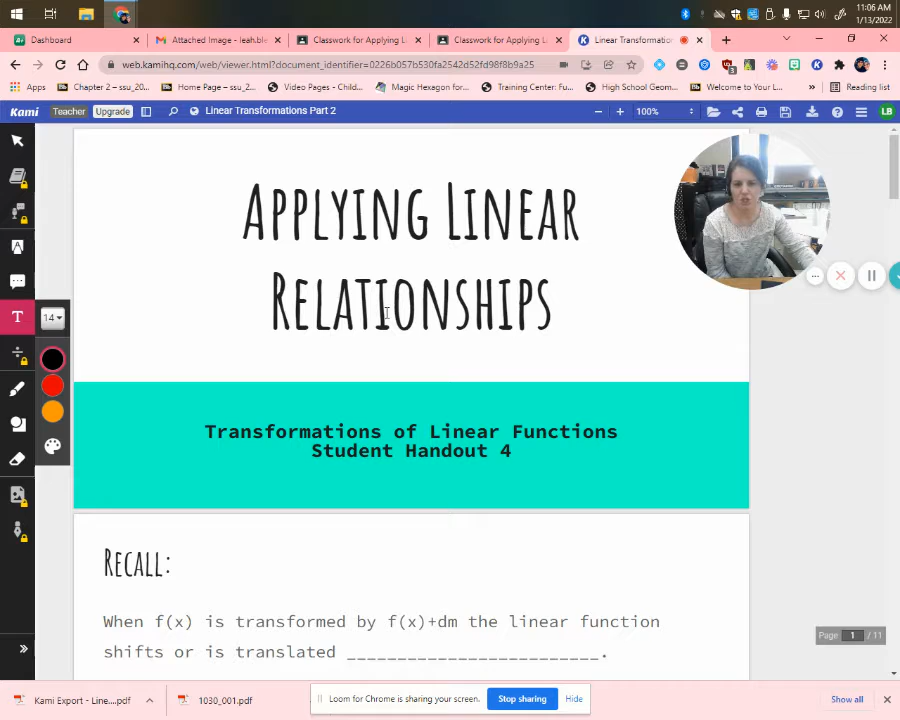 11:06 AM
1/13/2022
Dashboard
Attached Image - leah.ble
Classwork for Applying L
Classwork for Applying L
Linear Transformatio
web.kamihq.com/web/viewer.html?document_identifier=0226b057b530fa2542d52fd98f8b9a25
Apps
Chapter 2 – ssu_20...
Home Page – ssu_2...
Video Pages - Child...
Magic Hexagon for...
Training Center: Fu...
High School Geom...
Welcome to Your L...
Reading list
Kami
Teacher
Upgrade
Linear Transformations Part 2
100%
LB
Applying Linear
Relationships
14
Transformations of Linear Functions
Student Handout 4
Recall:
When f(x) is transformed by f(x)+dm the linear function
shifts or is translated _________________________.
Page 1 / 11
Kami Export - Line....pdf
1030_001.pdf
Loom for Chrome is sharing your screen.
Stop sharing
Hide
Show all